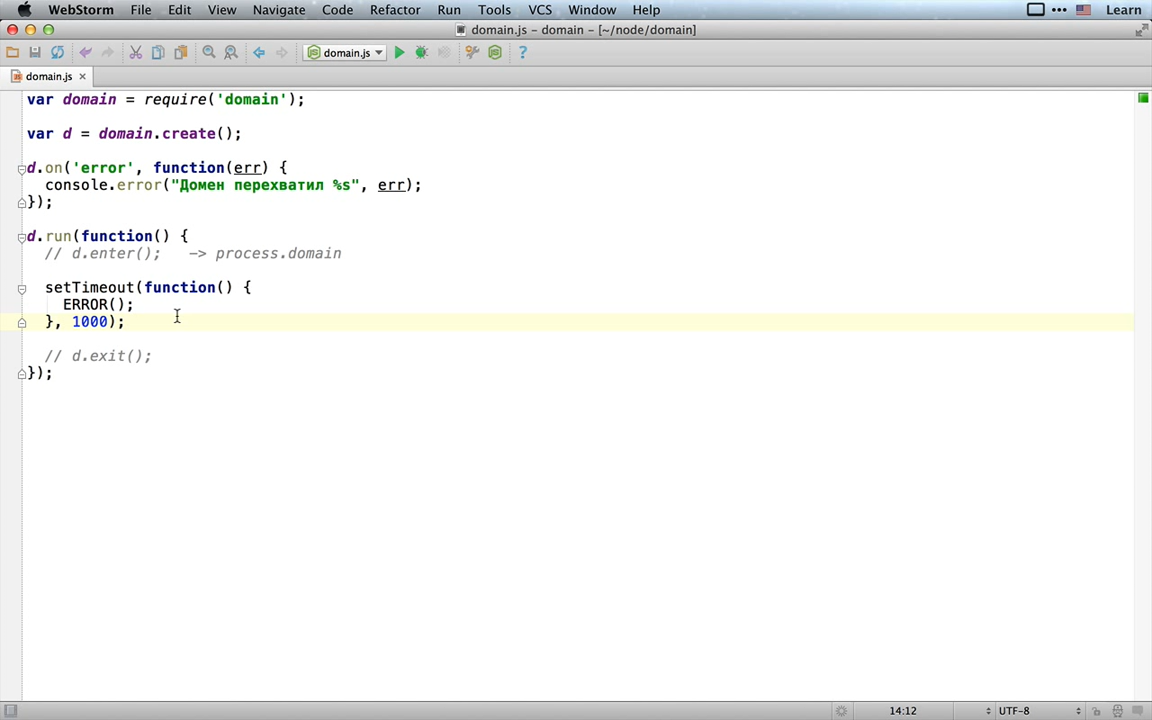 WebStorm File Edit View Navigate Code Refactor Run Tools VCS Window Help Learn
domain.js – domain – [~/node/domain]
domain.js
domain.js
var domain = require('domain');
var d = domain.create();
d.on('error', function(err) {
console.error("Домен перехватил %s", err);
});
d.run(function() {
// d.enter();   -> process.domain
setTimeout(function() {
ERROR();
}, 1000);
// d.exit();
});
14:12 UTF-8